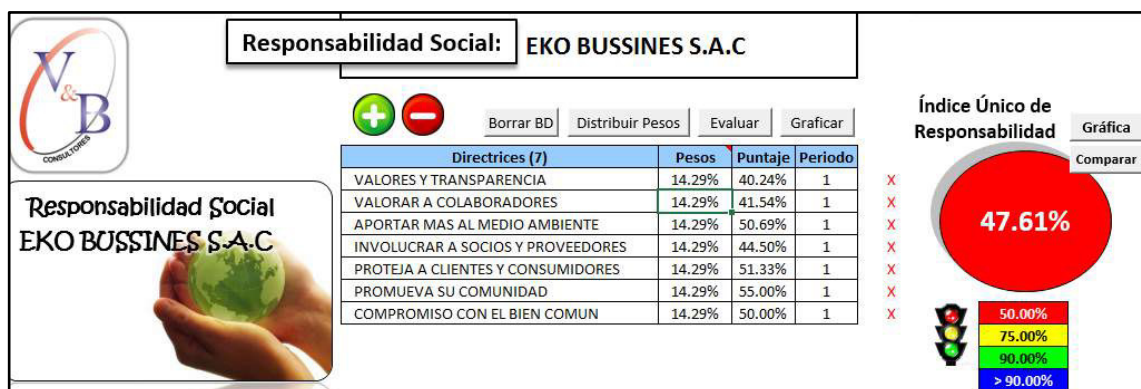 V&B
CONSULTORES
Responsabilidad Social:
EKO BUSSINES S.A.C
Borrar BD
Distribuir Pesos
Evaluar
Graficar
Directrices (7) Pesos Puntaje Periodo
VALORES Y TRANSPARENCIA 14.29% 40.24% 1 X
VALORAR A COLABORADORES 14.29% 41.54% 1 X
APORTAR MAS AL MEDIO AMBIENTE 14.29% 50.69% 1 X
INVOLUCRAR A SOCIOS Y PROVEEDORES 14.29% 44.50% 1 X
PROTEJA A CLIENTES Y CONSUMIDORES 14.29% 51.33% 1 X
PROMUEVA SU COMUNIDAD 14.29% 55.00% 1 X
COMPROMISO CON EL BIEN COMUN 14.29% 50.00% 1 X
Responsabilidad Social
EKO BUSSINES S.A.C
Índice Único de
Responsabilidad
Gráfica
Comparar
47.61%
50.00%
75.00%
90.00%
> 90.00%